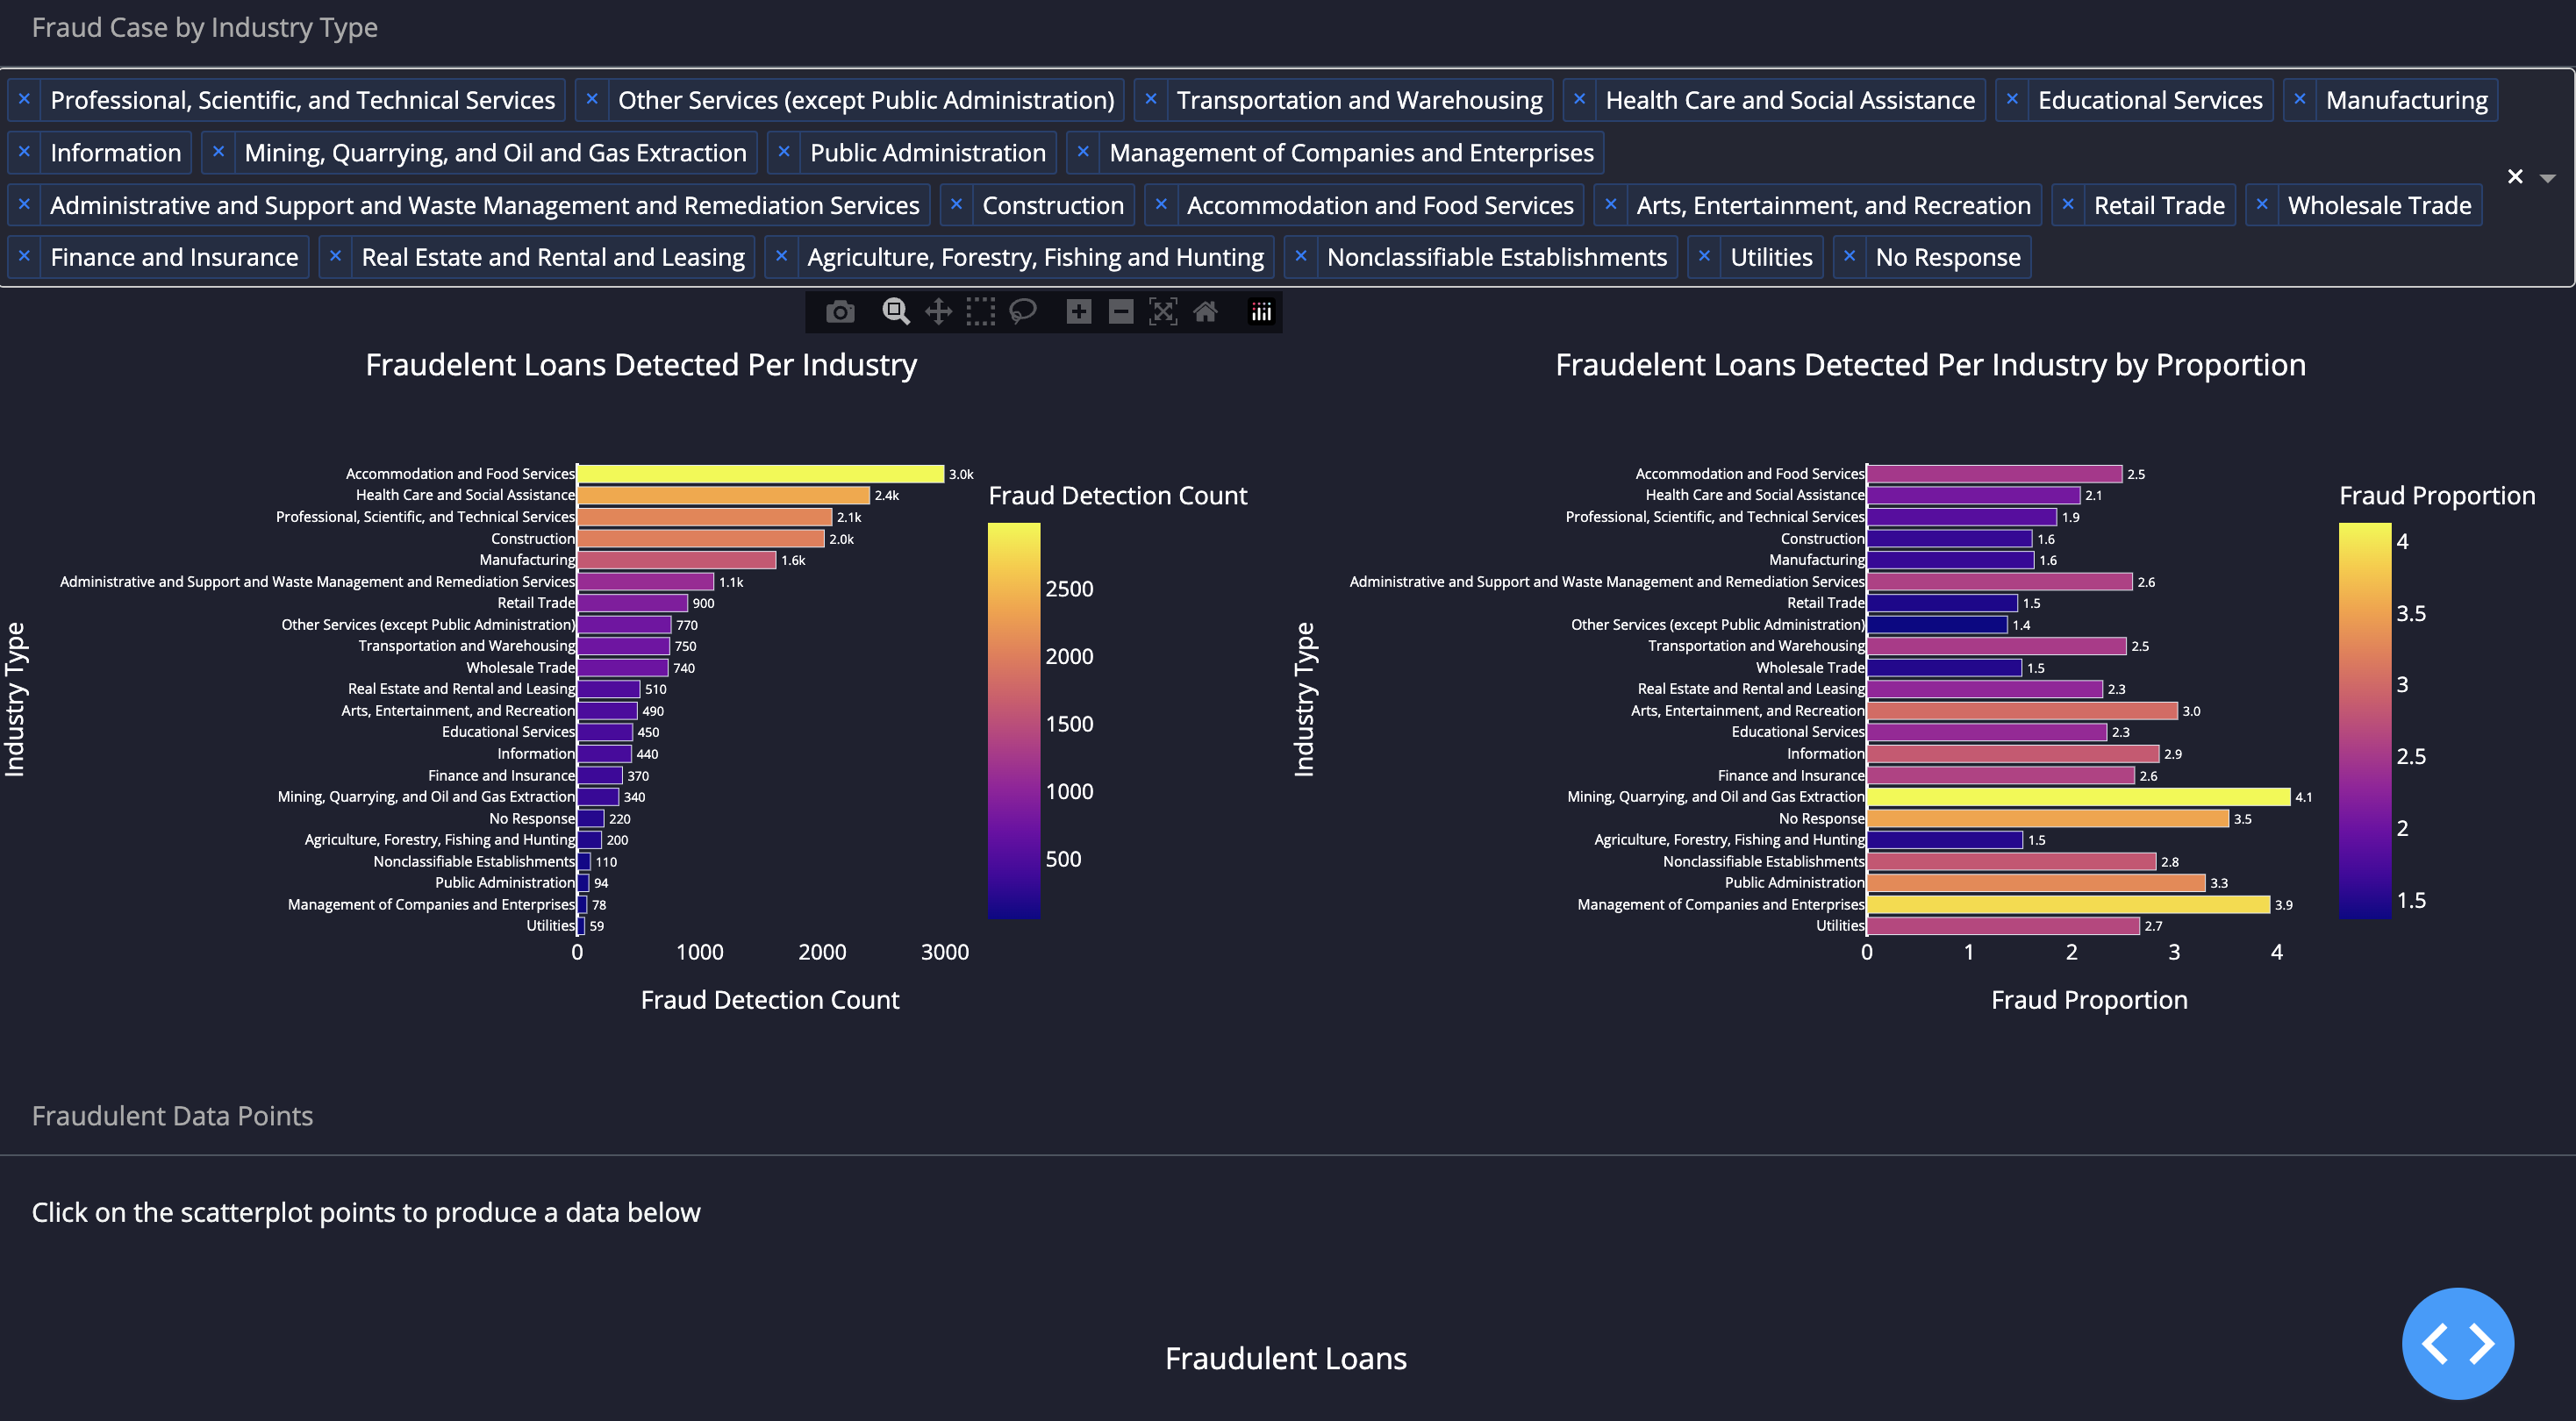 Fraud Case by Industry Type
× Professional, Scientific, and Technical Services × Other Services (except Public Administration) × Transportation and Warehousing × Health Care and Social Assistance × Educational Services × Manufacturing
× Information × Mining, Quarrying, and Oil and Gas Extraction × Public Administration × Management of Companies and Enterprises
× Administrative and Support and Waste Management and Remediation Services × Construction × Accommodation and Food Services × Arts, Entertainment, and Recreation × Retail Trade × Wholesale Trade
× Finance and Insurance × Real Estate and Rental and Leasing × Agriculture, Forestry, Fishing and Hunting × Nonclassifiable Establishments × Utilities × No Response
×
Fraudelent Loans Detected Per Industry
Industry Type
Accommodation and Food Services 3.0k
Health Care and Social Assistance 2.4k
Professional, Scientific, and Technical Services 2.1k
Construction 2.0k
Manufacturing 1.6k
Administrative and Support and Waste Management and Remediation Services 1.1k
Retail Trade 900
Other Services (except Public Administration) 770
Transportation and Warehousing 750
Wholesale Trade 740
Real Estate and Rental and Leasing 510
Arts, Entertainment, and Recreation 490
Educational Services 450
Information 440
Finance and Insurance 370
Mining, Quarrying, and Oil and Gas Extraction 340
No Response 220
Agriculture, Forestry, Fishing and Hunting 200
Nonclassifiable Establishments 110
Public Administration 94
Management of Companies and Enterprises 78
Utilities 59
0 1000 2000 3000
Fraud Detection Count
Fraud Detection Count
2500
2000
1500
1000
500
Fraudelent Loans Detected Per Industry by Proportion
Industry Type
Accommodation and Food Services 2.5
Health Care and Social Assistance 2.1
Professional, Scientific, and Technical Services 1.9
Construction 1.6
Manufacturing 1.6
Administrative and Support and Waste Management and Remediation Services 2.6
Retail Trade 1.5
Other Services (except Public Administration) 1.4
Transportation and Warehousing 2.5
Wholesale Trade 1.5
Real Estate and Rental and Leasing 2.3
Arts, Entertainment, and Recreation 3.0
Educational Services 2.3
Information 2.9
Finance and Insurance 2.6
Mining, Quarrying, and Oil and Gas Extraction 4.1
No Response 3.5
Agriculture, Forestry, Fishing and Hunting 1.5
Nonclassifiable Establishments 2.8
Public Administration 3.3
Management of Companies and Enterprises 3.9
Utilities 2.7
0 1 2 3 4
Fraud Proportion
Fraud Proportion
4
3.5
3
2.5
2
1.5
Fraudulent Data Points
Click on the scatterplot points to produce a data below
Fraudulent Loans